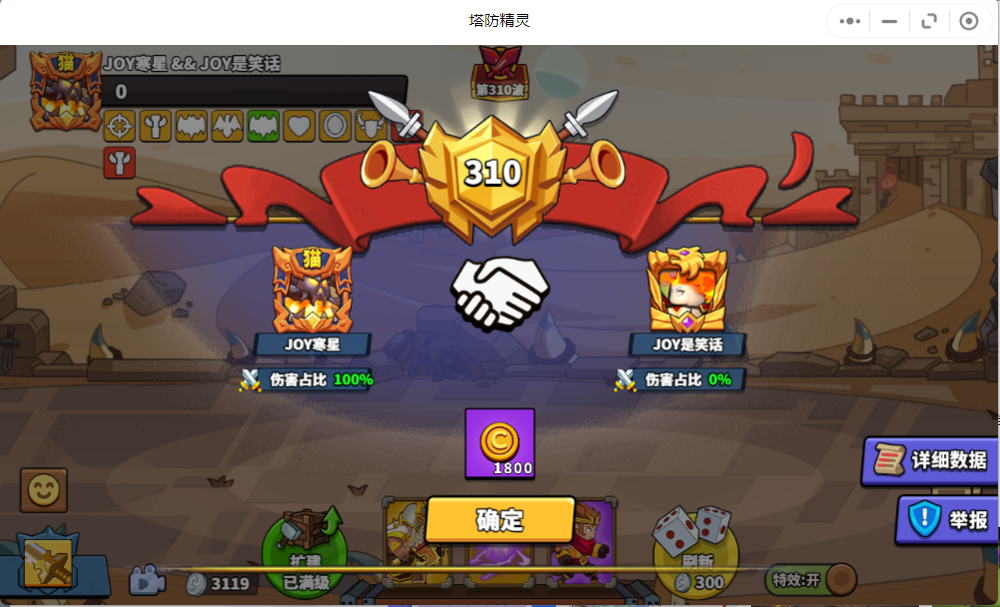 塔防精灵
猫
JOY寒星 && JOY是笑话
0
第310波
310
猫
JOY寒星
JOY是笑话
伤害占比 100%
伤害占比 0%
1800
详细数据
确定
举报
扩建
已满级
刷新
300
3119
特效:开